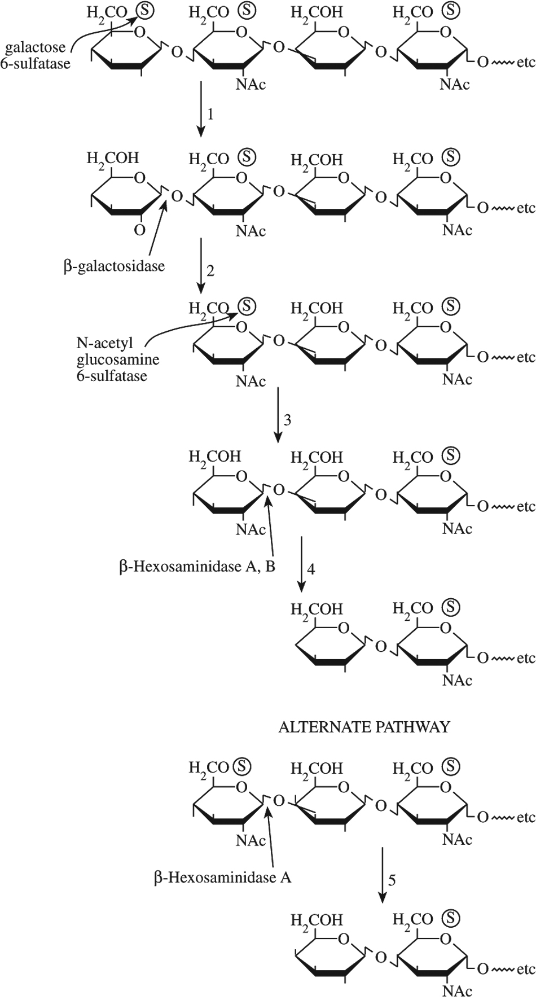 H2CO Ⓢ H2CO Ⓢ H2COH H2CO Ⓢ
galactose
6-sulfatase
O O O O
O O O O etc
NAc NAc
1
H2COH H2CO Ⓢ H2COH H2CO Ⓢ
O O O O
O O O O etc
O NAc NAc
β-galactosidase
2
H2CO Ⓢ H2COH H2CO Ⓢ
O O O
N-acetyl
glucosamine
6-sulfatase
O O O etc
NAc NAc
3
H2COH H2COH H2CO Ⓢ
O O O
O O O etc
NAc NAc
β-Hexosaminidase A, B
4
H2COH H2CO Ⓢ
O O
O O etc
NAc
ALTERNATE PATHWAY
H2CO Ⓢ H2COH H2CO Ⓢ
O O O
O O O etc
NAc NAc
β-Hexosaminidase A
5
H2COH H2CO Ⓢ
O O
O O etc
NAc